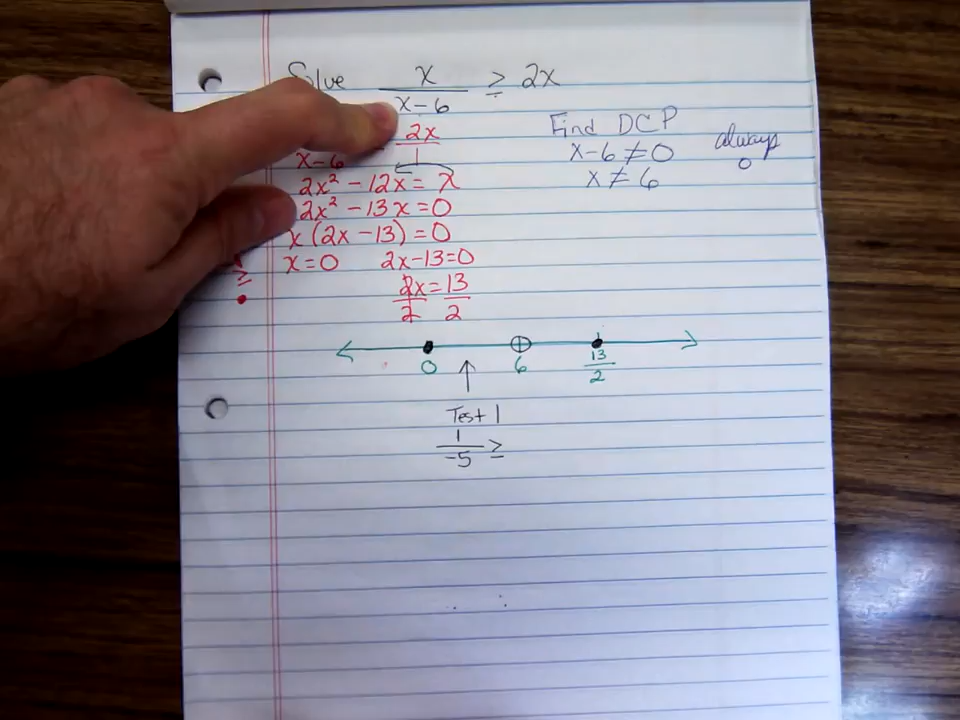 Solve x/(x-6) ≥ 2x
Find DCP
x-6 ≠ 0
x ≠ 6
always
o
x-6 2x/1
2x² - 12x = x
2x² - 13x = 0
x(2x - 13) = 0
x = 0 2x-13=0
≥
2x/2 = 13/2
0 6 13/2
Test 1
1/-5 ≥